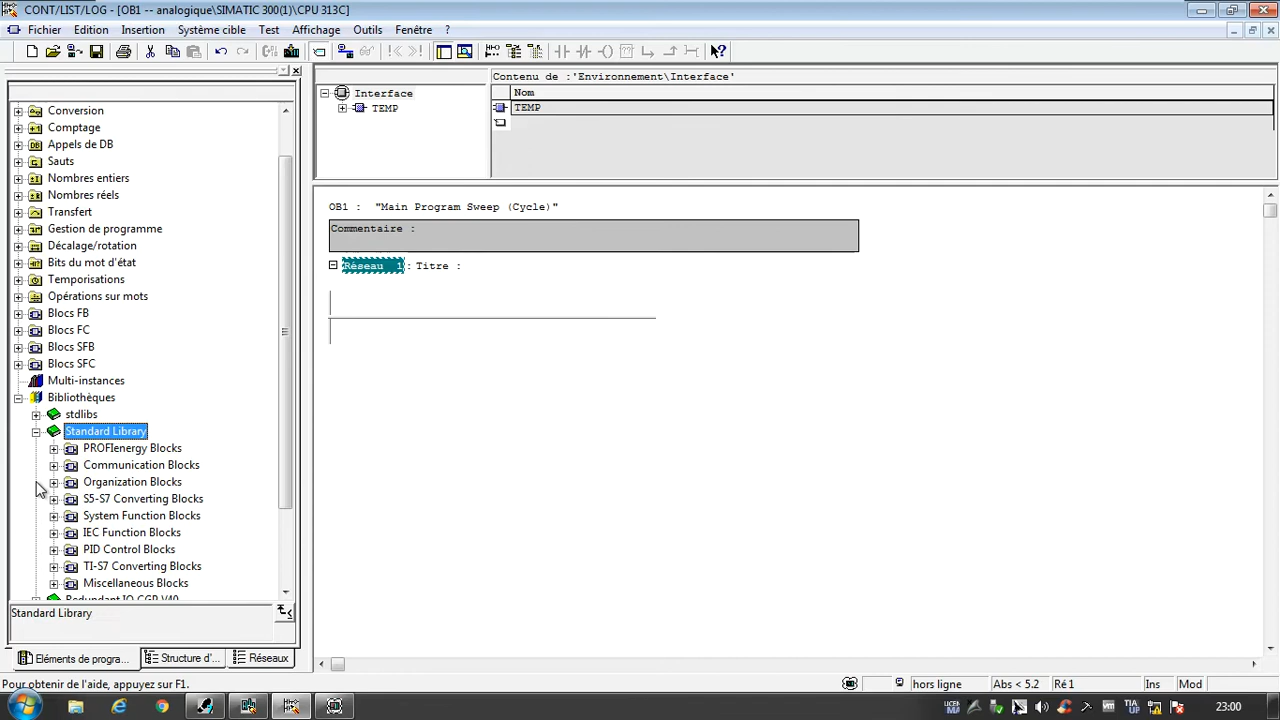 CONT/LIST/LOG - [OB1 -- analogique\SIMATIC 300(1)\CPU 313C]
Fichier Edition Insertion Système cible Test Affichage Outils Fenêtre ?
Conversion
Comptage
Appels de DB
Sauts
Nombres entiers
Nombres réels
Transfert
Gestion de programme
Décalage/rotation
Bits du mot d'état
Temporisations
Opérations sur mots
Blocs FB
Blocs FC
Blocs SFB
Blocs SFC
Multi-instances
Bibliothèques
stdlibs
Standard Library
PROFIenergy Blocks
Communication Blocks
Organization Blocks
S5-S7 Converting Blocks
System Function Blocks
IEC Function Blocks
PID Control Blocks
TI-S7 Converting Blocks
Miscellaneous Blocks
Redundant IO CGP V40
Standard Library
Eléments de progra... Structure d'... Réseaux
Interface
TEMP
Contenu de :'Environnement\Interface'
Nom
TEMP
OB1 : "Main Program Sweep (Cycle)"
Commentaire :
Réseau 1 : Titre :
Pour obtenir de l'aide, appuyez sur F1.
hors ligne Abs < 5.2 Ré 1 Ins Mod
23:00